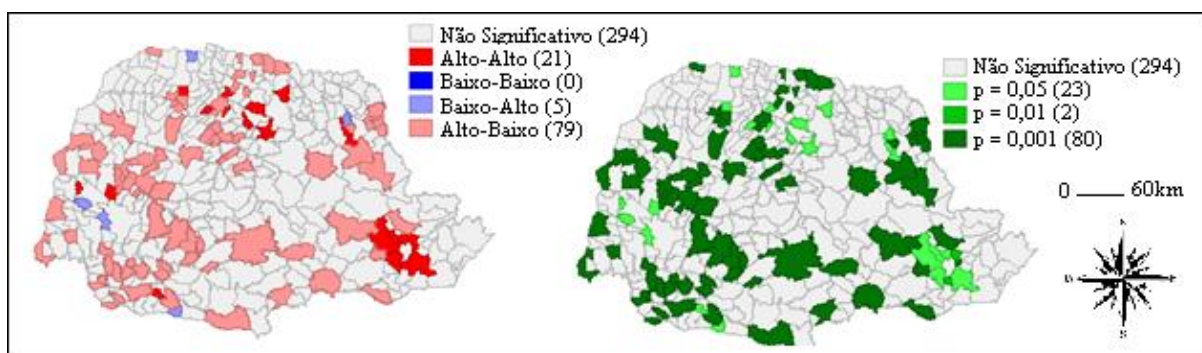 Não Significativo (294)
Alto-Alto (21)
Baixo-Baixo (0)
Baixo-Alto (5)
Alto-Baixo (79)
Não Significativo (294)
p = 0,05 (23)
p = 0,01 (2)
p = 0,001 (80)
0 60km
S